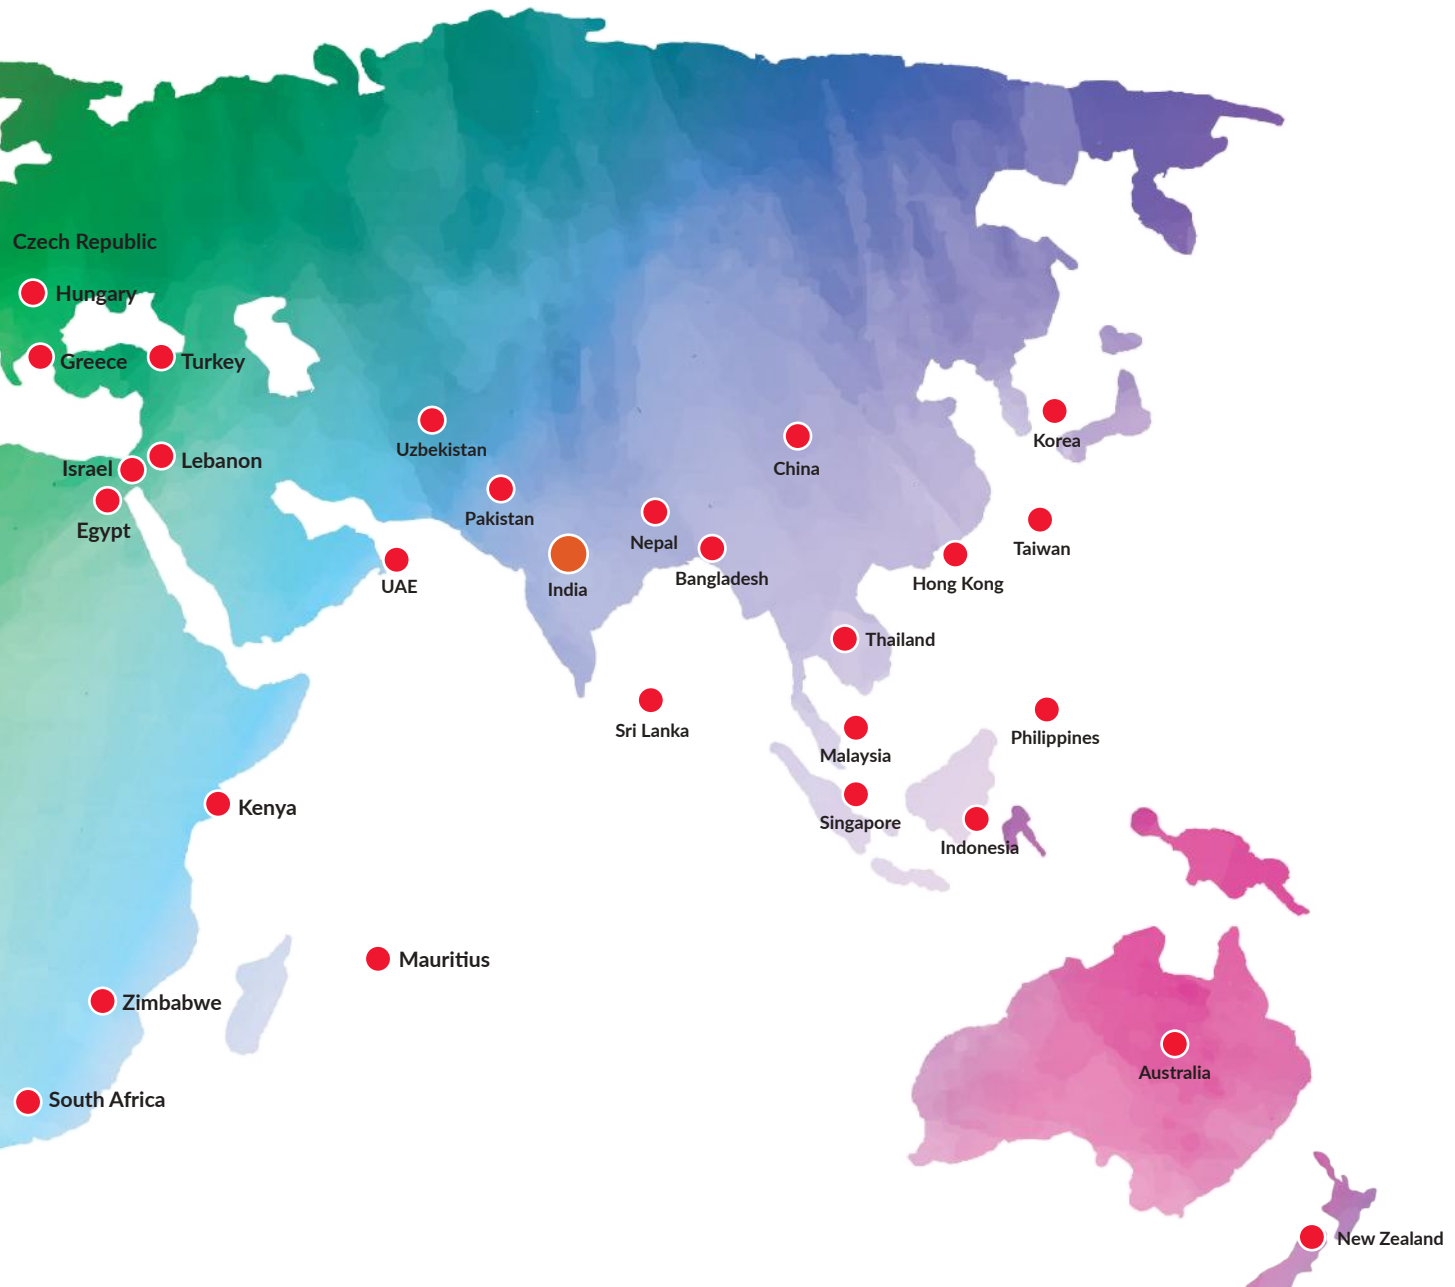 Czech Republic
Hungary
Greece
Turkey
Uzbekistan
Korea
China
Israel
Lebanon
Pakistan
Egypt
Nepal
Taiwan
Bangladesh
UAE
India
Hong Kong
Thailand
Sri Lanka
Philippines
Malaysia
Kenya
Singapore
Indonesia
Mauritius
Zimbabwe
Australia
South Africa
New Zealand